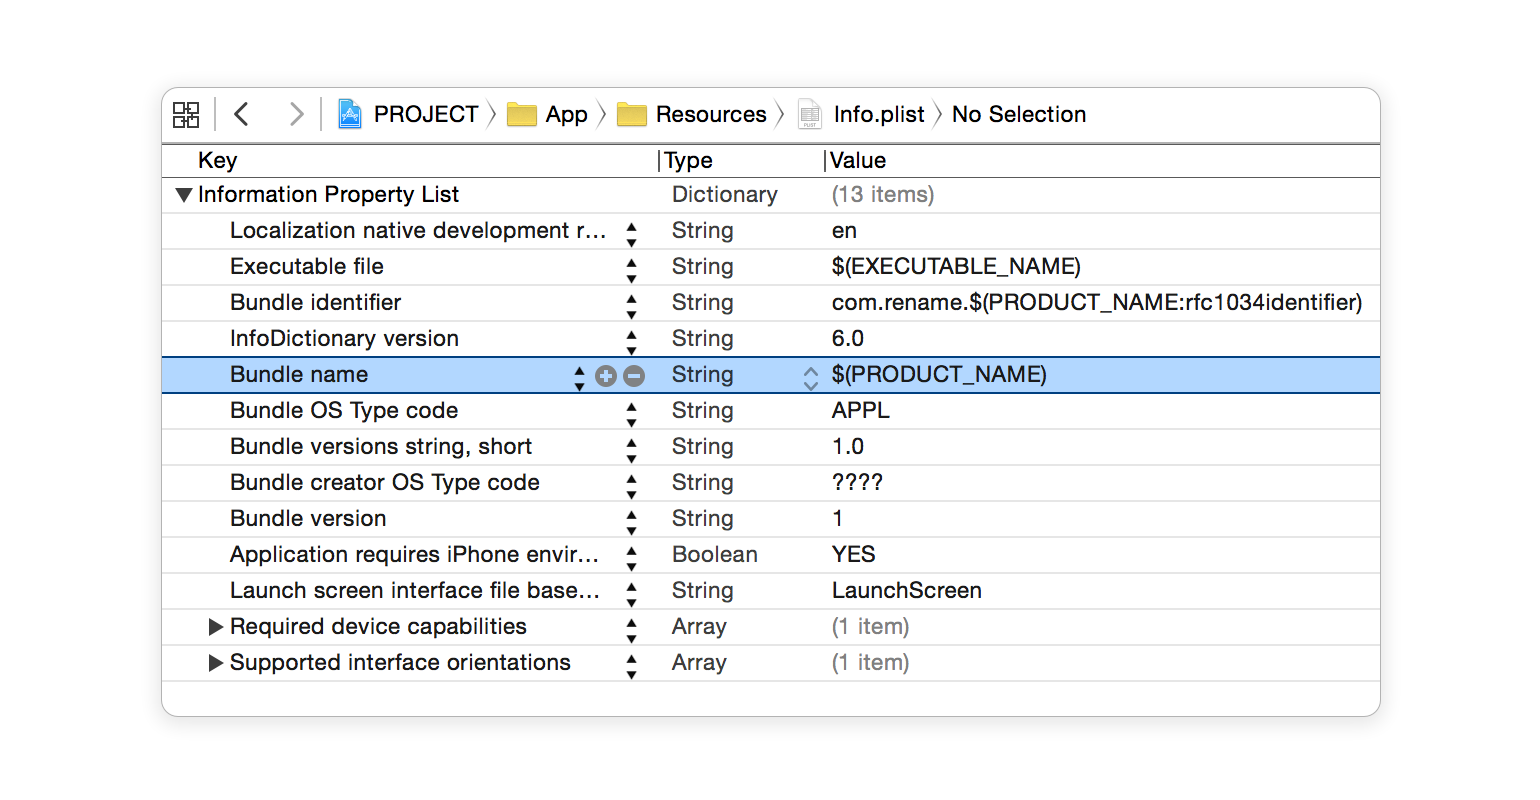 PROJECT App Resources Info.plist No Selection
Key Type Value
Information Property List Dictionary (13 items)
Localization native development r... String en
Executable file String $(EXECUTABLE_NAME)
Bundle identifier String com.rename.$(PRODUCT_NAME:rfc1034identifier)
InfoDictionary version String 6.0
Bundle name String $(PRODUCT_NAME)
Bundle OS Type code String APPL
Bundle versions string, short String 1.0
Bundle creator OS Type code String ????
Bundle version String 1
Application requires iPhone envir... Boolean YES
Launch screen interface file base... String LaunchScreen
Required device capabilities Array (1 item)
Supported interface orientations Array (1 item)